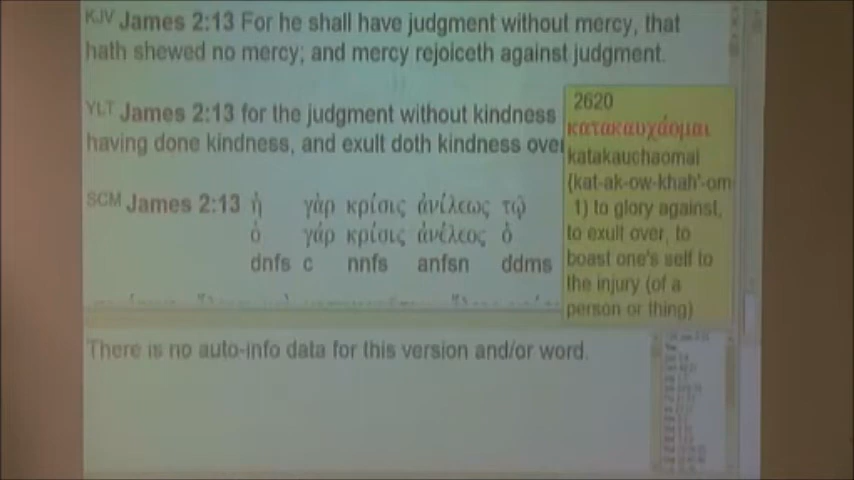 KJV James 2:13 For he shall have judgment without mercy, that
hath shewed no mercy; and mercy rejoiceth against judgment.
YLT James 2:13 for the judgment without kindness
having done kindness, and exult doth kindness over
SCM James 2:13 ἡ γὰρ κρίσις ἀνίλεως τῷ
ὁ γάρ κρίσις ἀνέλεος ὁ
dnfs c nnfs anfsn ddms
2620
κατακαυχάομαι
katakauchaomai
{kat-ak-ow-khah'-om
1) to glory against,
to exult over, to
boast one's self to
the injury (of a
person or thing)
There is no auto-info data for this version and/or word.